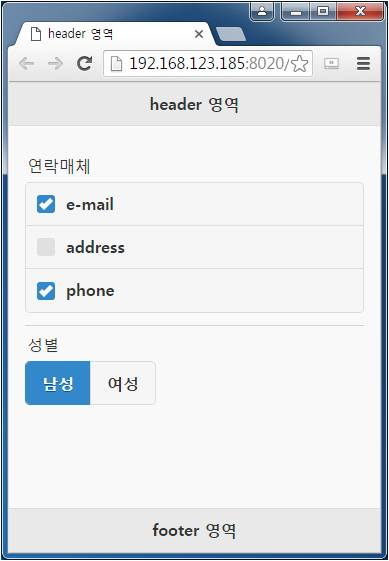 header 영역
192.168.123.185:8020/
header 영역
연락매체
e-mail
address
phone
성별
남성 여성
footer 영역